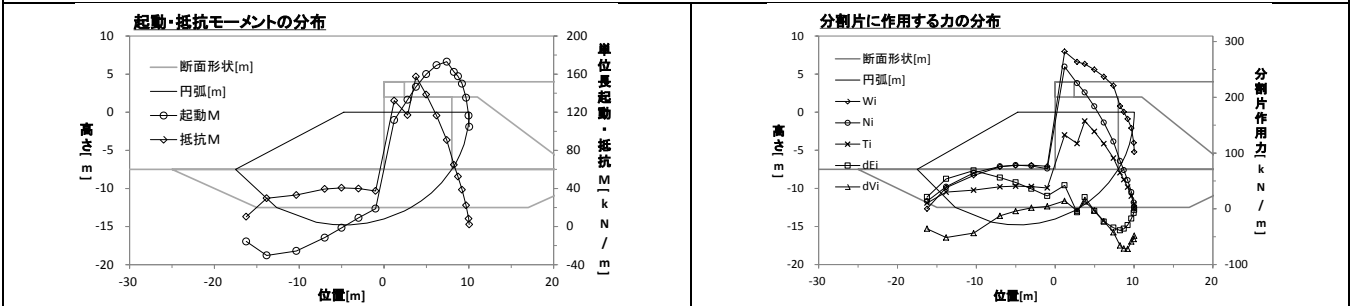 起動・抵抗モーメントの分布
10
5
0
-5
-10
-15
-20
高さ[m]
断面形状[m]
円弧[m]
起動M
抵抗M
200
160
120
80
40
0
-40
単位長起動・抵抗M[kN/m]
-30 -20 -10 0 10 20
位置[m]
分割片に作用する力の分布
10
5
0
-5
-10
-15
-20
高さ[m]
断面形状[m]
円弧[m]
Wi
Ni
Ti
dEi
dVi
300
200
100
0
-100
分割片作用力[kN/m]
-30 -20 -10 0 10 20
位置[m]